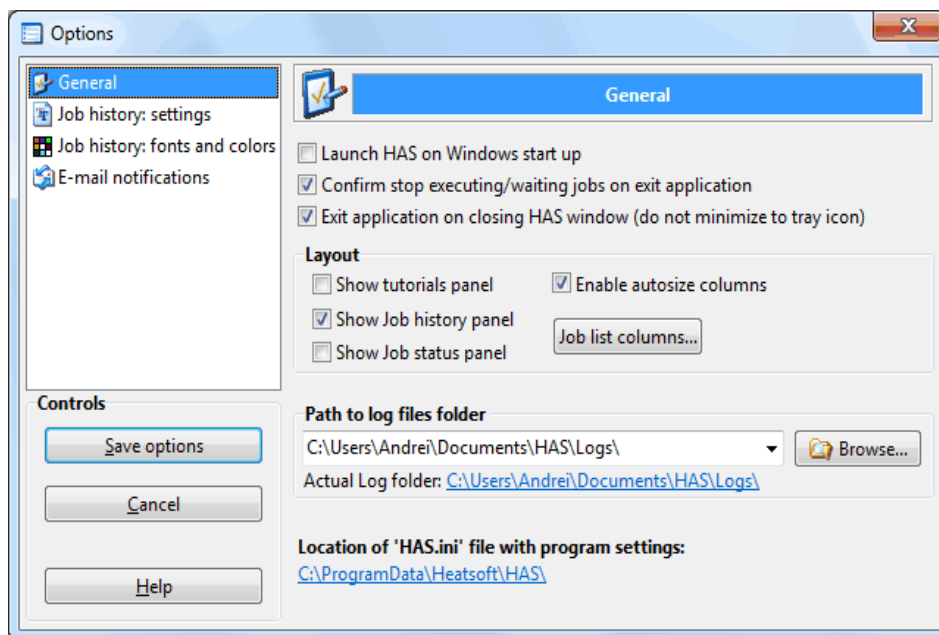 Options
General
Job history: settings
Job history: fonts and colors
E-mail notifications
Controls
Save options
Cancel
Help
General
Launch HAS on Windows start up
Confirm stop executing/waiting jobs on exit application
Exit application on closing HAS window (do not minimize to tray icon)
Layout
Show tutorials panel
Enable autosize columns
Show Job history panel
Job list columns...
Show Job status panel
Path to log files folder
C:\Users\Andrei\Documents\HAS\Logs\
Browse...
Actual Log folder: C:\Users\Andrei\Documents\HAS\Logs\
Location of 'HAS.ini' file with program settings:
C:\ProgramData\Heatsoft\HAS\